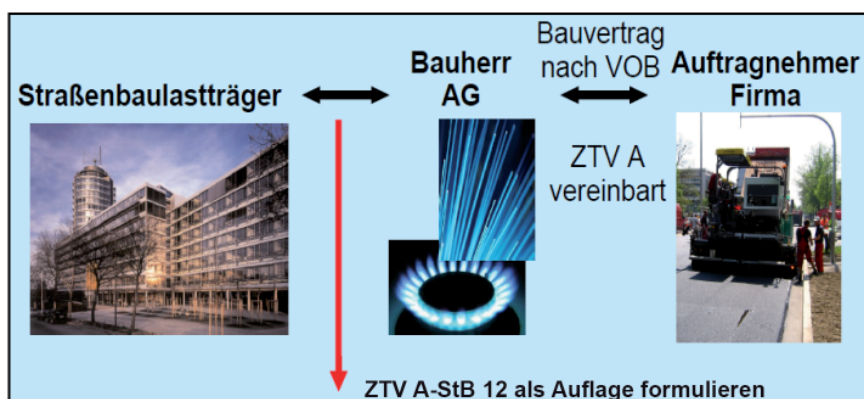 Straßenbaulastträger
Bauherr
AG
Bauvertrag
nach VOB
ZTV A
vereinbart
Auftragnehmer
Firma
ZTV A-StB 12 als Auflage formulieren